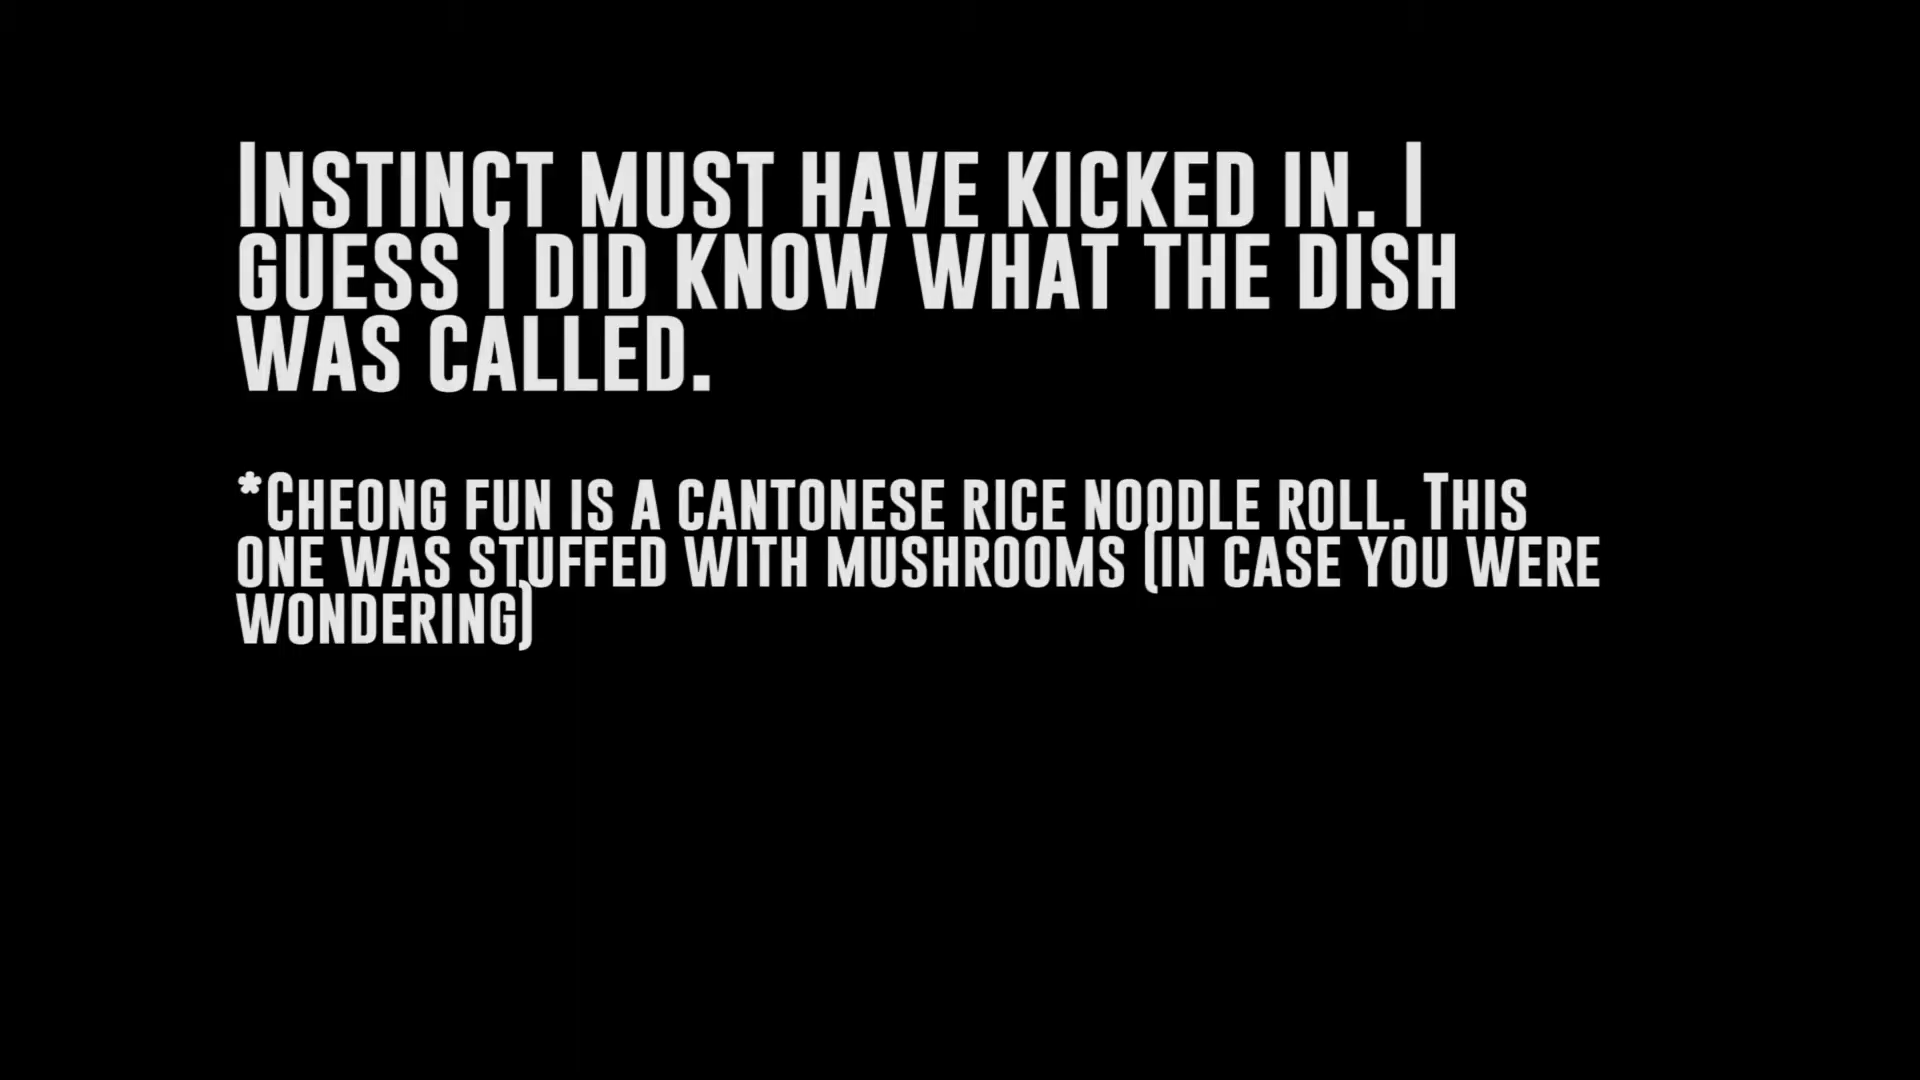 Instinct must have kicked in. I
guess I did know what the dish
was called.
*Cheong fun is a cantonese rice noodle roll. This
one was stuffed with mushrooms (in case you were
wondering)